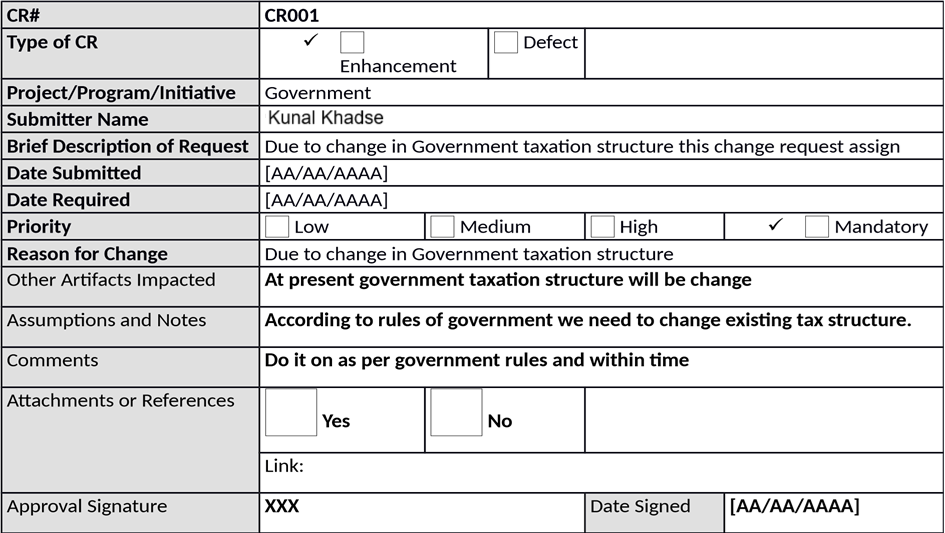 CR# CR001
Type of CR ✓ ☐ Enhancement ☐ Defect
Project/Program/Initiative Government
Submitter Name Kunal Khadse
Brief Description of Request Due to change in Government taxation structure this change request assign
Date Submitted [AA/AA/AAAA]
Date Required [AA/AA/AAAA]
Priority ☐ Low ☐ Medium ☐ High ✓ ☐ Mandatory
Reason for Change Due to change in Government taxation structure
Other Artifacts Impacted At present government taxation structure will be change
Assumptions and Notes According to rules of government we need to change existing tax structure.
Comments Do it on as per government rules and within time
Attachments or References ☐ Yes ☐ No
Link:
Approval Signature XXX Date Signed [AA/AA/AAAA]